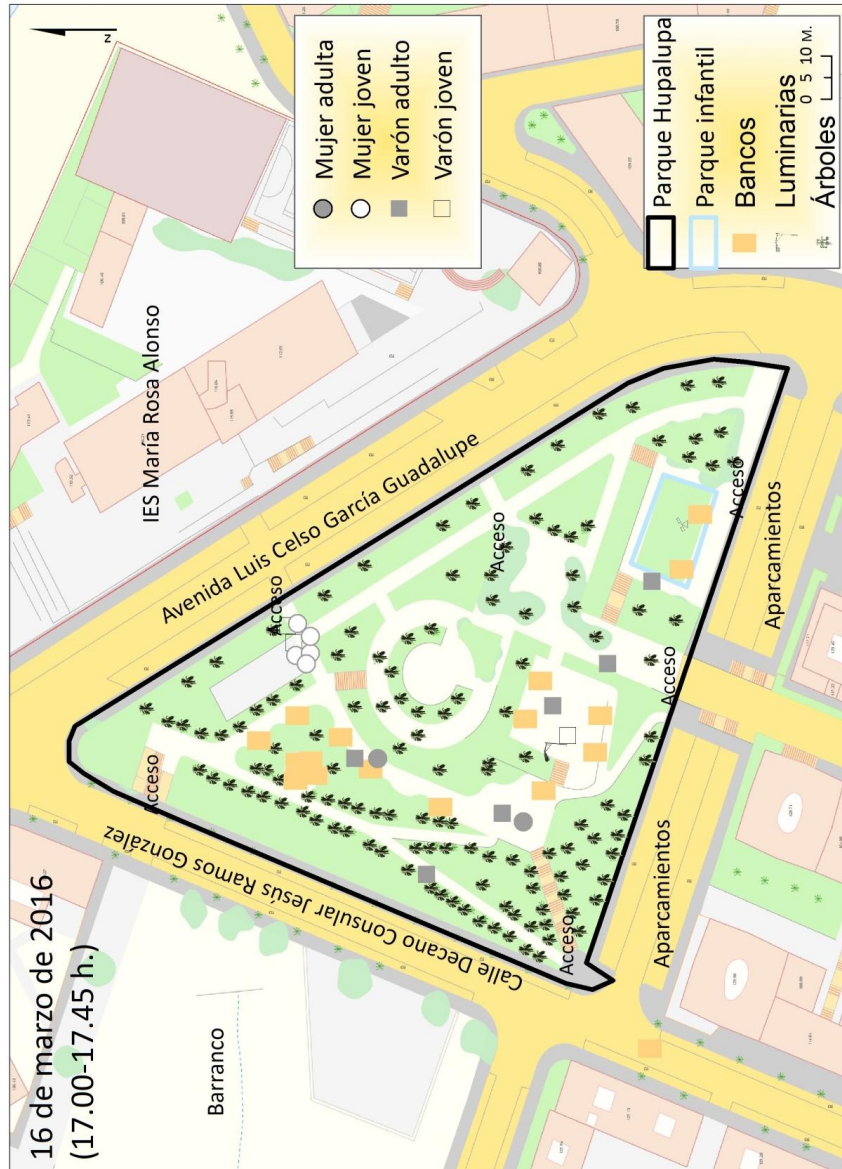 16 de marzo de 2016
(17.00-17.45 h.)
Barranco
IES María Rosa Alonso
Z
Calle Decano Consular Jesús Ramos González
Avenida Luis Celso García Guadalupe
Acceso
Acceso
Acceso
Acceso
Acceso
Acceso
Aparcamientos
Aparcamientos
Mujer adulta
Mujer joven
Varón adulto
Varón joven
Parque Hupalupa
Parque infantil
Bancos
Luminarias
Árboles
0 5 10 M.